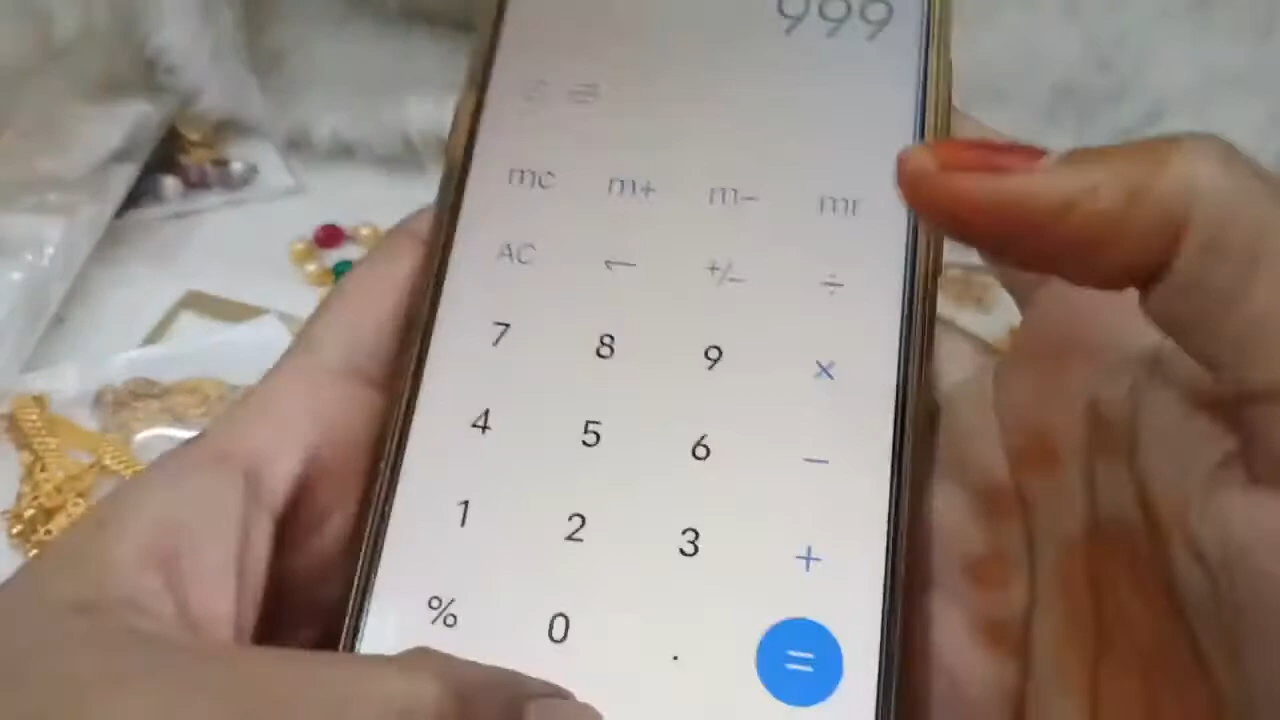 999
mc m+ m− mr
AC ← +/− ÷
7 8 9 ×
4 5 6 −
1 2 3 +
% 0 . =